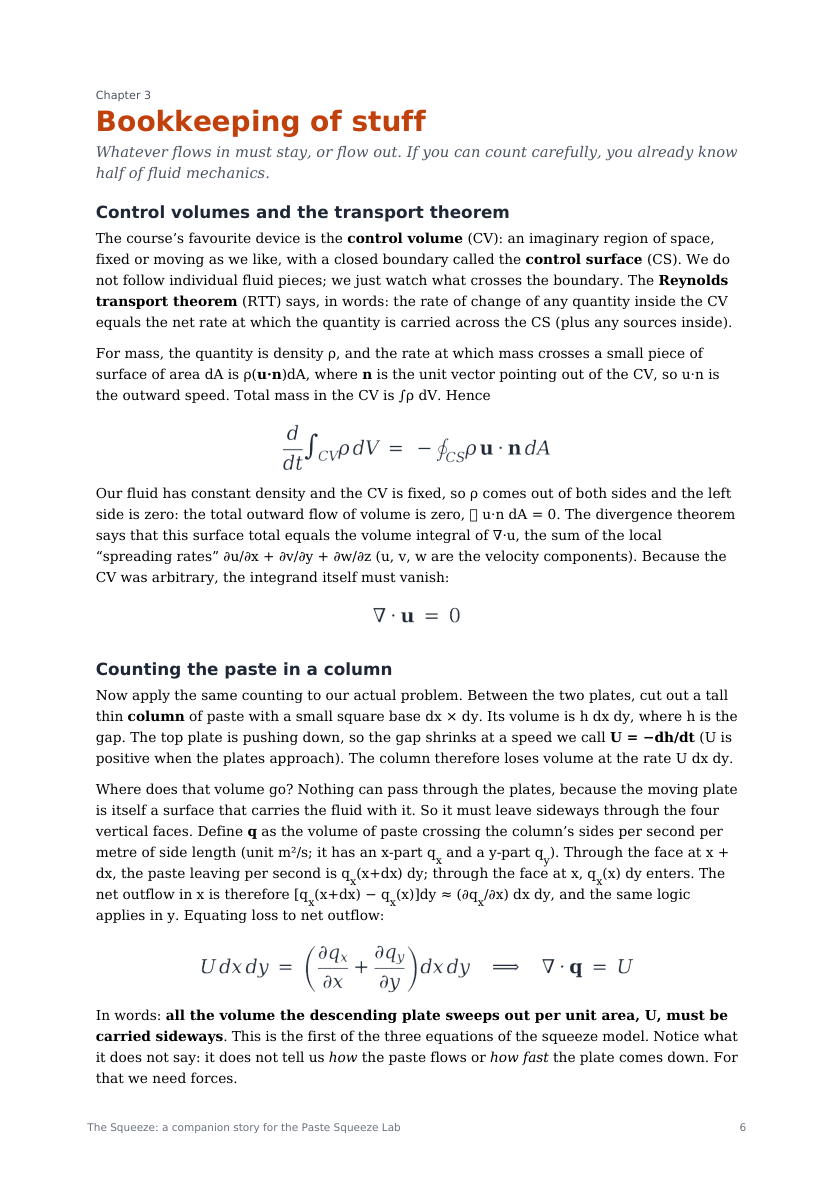 Chapter 3
Bookkeeping of stuff
Whatever flows in must stay, or flow out. If you can count carefully, you already know
half of fluid mechanics.
Control volumes and the transport theorem
The course’s favourite device is the control volume (CV): an imaginary region of space,
fixed or moving as we like, with a closed boundary called the control surface (CS). We do
not follow individual fluid pieces; we just watch what crosses the boundary. The Reynolds
transport theorem (RTT) says, in words: the rate of change of any quantity inside the CV
equals the net rate at which the quantity is carried across the CS (plus any sources inside).
For mass, the quantity is density ρ, and the rate at which mass crosses a small piece of
surface of area dA is ρ(u·n)dA, where n is the unit vector pointing out of the CV, so u·n is
the outward speed. Total mass in the CV is ∫ρ dV. Hence
d/dt ∫_CV ρ dV = − ∮_CS ρ u · n dA
Our fluid has constant density and the CV is fixed, so ρ comes out of both sides and the left
side is zero: the total outward flow of volume is zero, ▯ u·n dA = 0. The divergence theorem
says that this surface total equals the volume integral of ∇·u, the sum of the local
“spreading rates” ∂u/∂x + ∂v/∂y + ∂w/∂z (u, v, w are the velocity components). Because the
CV was arbitrary, the integrand itself must vanish:
∇ · u = 0
Counting the paste in a column
Now apply the same counting to our actual problem. Between the two plates, cut out a tall
thin column of paste with a small square base dx × dy. Its volume is h dx dy, where h is the
gap. The top plate is pushing down, so the gap shrinks at a speed we call U = −dh/dt (U is
positive when the plates approach). The column therefore loses volume at the rate U dx dy.
Where does that volume go? Nothing can pass through the plates, because the moving plate
is itself a surface that carries the fluid with it. So it must leave sideways through the four
vertical faces. Define q as the volume of paste crossing the column’s sides per second per
metre of side length (unit m²/s; it has an x-part q_x and a y-part q_y). Through the face at x +
dx, the paste leaving per second is q_x(x+dx) dy; through the face at x, q_x(x) dy enters. The
net outflow in x is therefore [q_x(x+dx) − q_x(x)]dy ≈ (∂q_x/∂x) dx dy, and the same logic
applies in y. Equating loss to net outflow:
U dx dy = (∂q_x/∂x + ∂q_y/∂y) dx dy ⟹ ∇ · q = U
In words: all the volume the descending plate sweeps out per unit area, U, must be
carried sideways. This is the first of the three equations of the squeeze model. Notice what
it does not say: it does not tell us how the paste flows or how fast the plate comes down. For
that we need forces.
The Squeeze: a companion story for the Paste Squeeze Lab 6